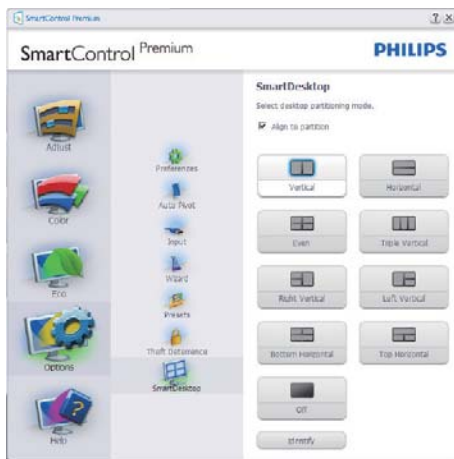 SmartControl Premium
SmartControl Premium
PHILIPS
Adjust
Color
Eco
Options
Help
Preferences
Auto Pivot
Input
Wizard
Presets
Theft Deterrence
SmartDesktop
SmartDesktop
Select desktop partitioning mode.
Align to partition
Vertical
Horizontal
Even
Triple Vertical
Right Vertical
Left Vertical
Bottom Horizontal
Top Horizontal
Off
Identify